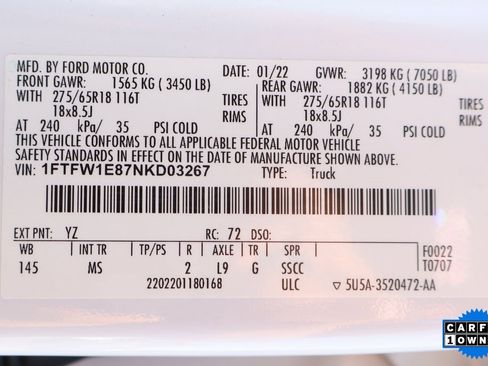 MFD. BY FORD MOTOR CO.
DATE: 01/22 GVWR: 3198 KG ( 7050 LB)
FRONT GAWR: 1565 KG ( 3450 LB)
REAR GAWR: 1882 KG ( 4150 LB)
WITH 275/65R18 116T TIRES
WITH 275/65R18 116T TIRES
18x8.5J RIMS
18x8.5J RIMS
AT 240 kPa/ 35 PSI COLD
AT 240 kPa/ 35 PSI COLD
THIS VEHICLE CONFORMS TO ALL APPLICABLE FEDERAL MOTOR VEHICLE
SAFETY STANDARDS IN EFFECT ON THE DATE OF MANUFACTURE SHOWN ABOVE.
VIN: 1FTFW1E87NKD03267 TYPE: Truck
EXT PNT: YZ RC: 72 DSO:
WB INT TR TP/PS R AXLE TR SPR
145 MS 2 L9 G SSCC
F0022
T0707
2202201180168 ULC ▽ 5U5A-3520472-AA
CARF
1 OWN